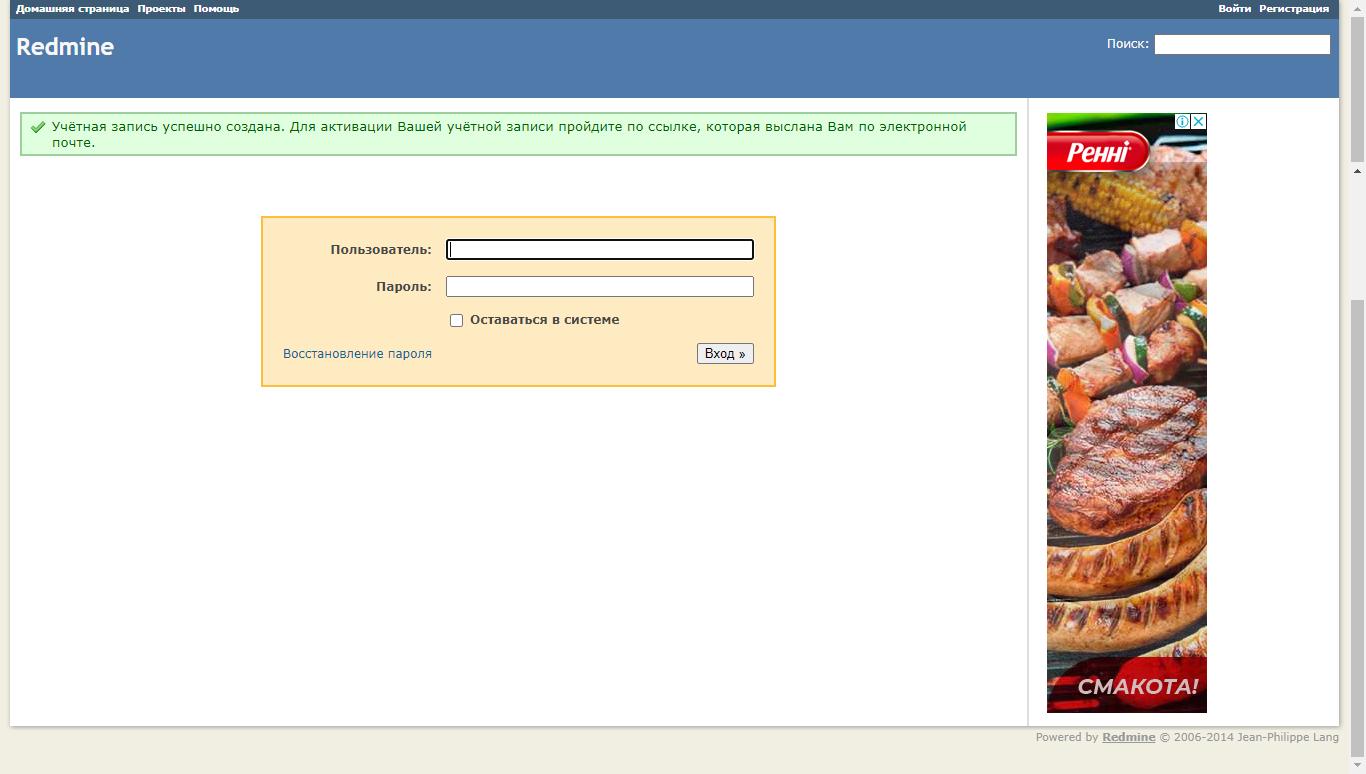 Домашняя страница Проекты Помощь
Войти Регистрация
Redmine
Поиск:
Учётная запись успешно создана. Для активации Вашей учётной записи пройдите по ссылке, которая выслана Вам по электронной
почте.
Пользователь:
Пароль:
Оставаться в системе
Восстановление пароля
Вход »
Ренні
СМАКОТА!
Powered by Redmine © 2006-2014 Jean-Philippe Lang